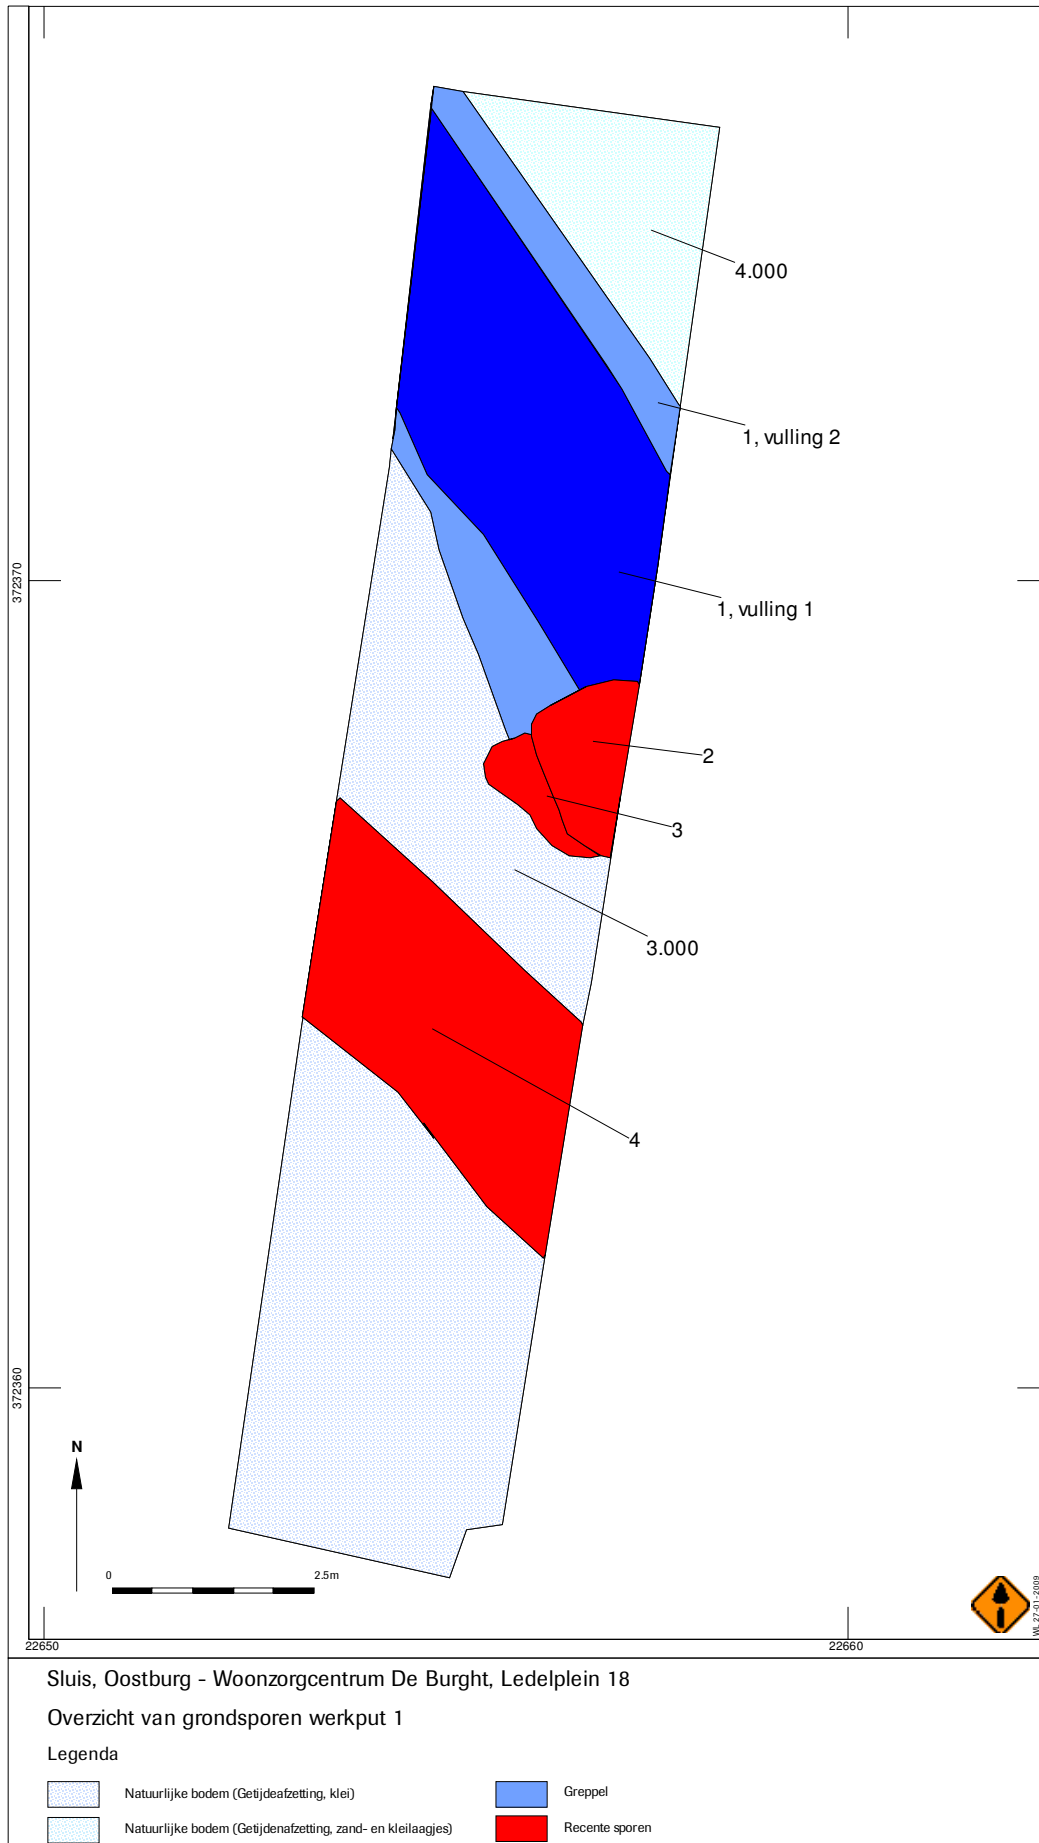 4.000
1, vulling 2
372370
1, vulling 1
2
3
3.000
4
372360
N
0 2.5m
WL 27-01-2009
22650 22660
Sluis, Oostburg - Woonzorgcentrum De Burght, Ledelplein 18
Overzicht van grondsporen werkput 1
Legenda
Natuurlijke bodem (Getijdeafzetting, klei) Greppel
Natuurlijke bodem (Getijdenafzetting, zand- en kleilaagjes) Recente sporen